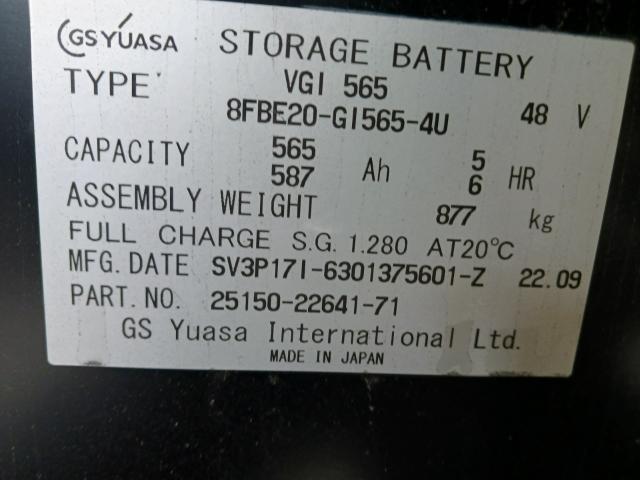 GS YUASA STORAGE BATTERY
TYPE VGI 565
8FBE20-GI565-4U 48 V
CAPACITY 565 Ah 5 HR
587 6
ASSEMBLY WEIGHT 877 kg
FULL CHARGE S.G. 1.280 AT20℃
MFG. DATE SV3P17I-6301375601-Z 22.09
PART. NO. 25150-22641-71
GS Yuasa International Ltd.
MADE IN JAPAN